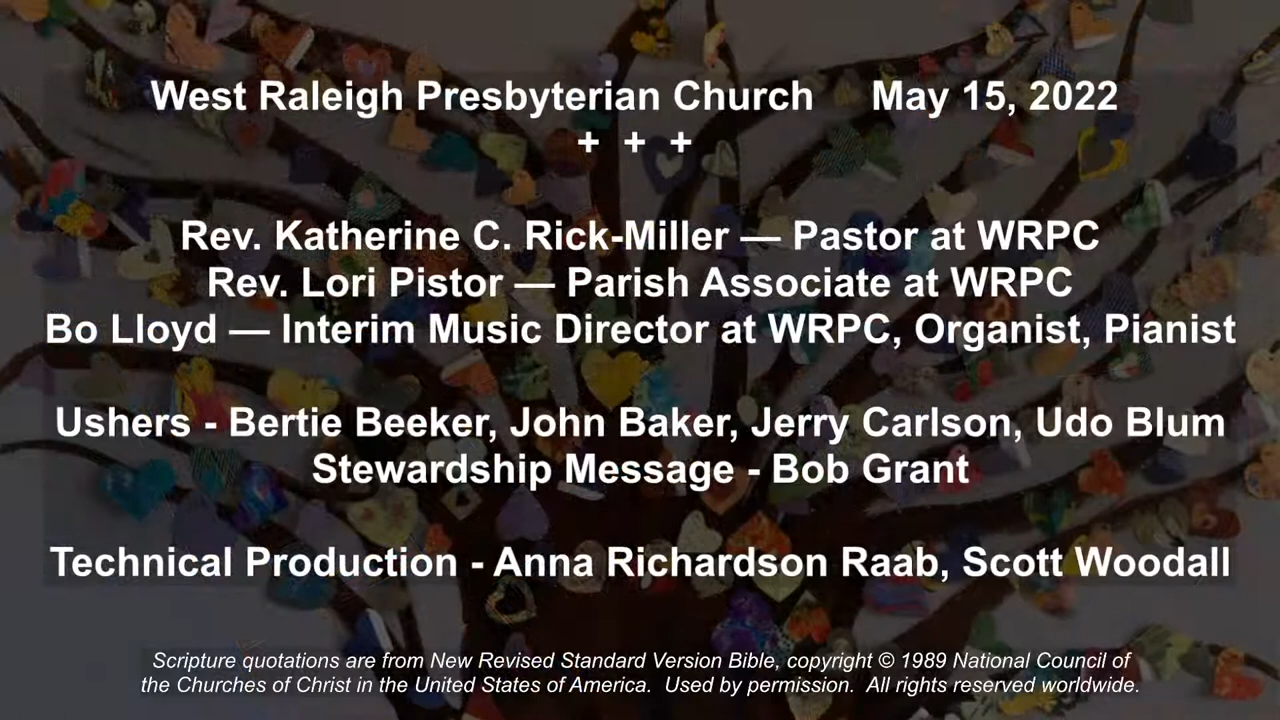 West Raleigh Presbyterian Church May 15, 2022
+ + +
Rev. Katherine C. Rick-Miller — Pastor at WRPC
Rev. Lori Pistor — Parish Associate at WRPC
Bo Lloyd — Interim Music Director at WRPC, Organist, Pianist
Ushers - Bertie Beeker, John Baker, Jerry Carlson, Udo Blum
Stewardship Message - Bob Grant
Technical Production - Anna Richardson Raab, Scott Woodall
Scripture quotations are from New Revised Standard Version Bible, copyright © 1989 National Council of
the Churches of Christ in the United States of America. Used by permission. All rights reserved worldwide.